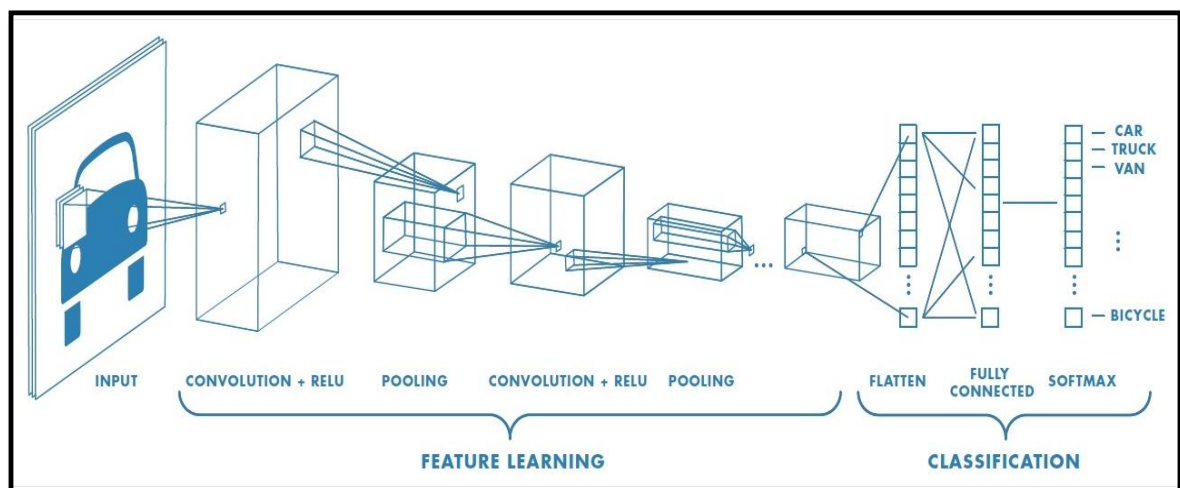 CAR
TRUCK
VAN
BICYCLE
INPUT
CONVOLUTION + RELU
POOLING
CONVOLUTION + RELU
POOLING
FLATTEN
FULLY
CONNECTED
SOFTMAX
FEATURE LEARNING
CLASSIFICATION